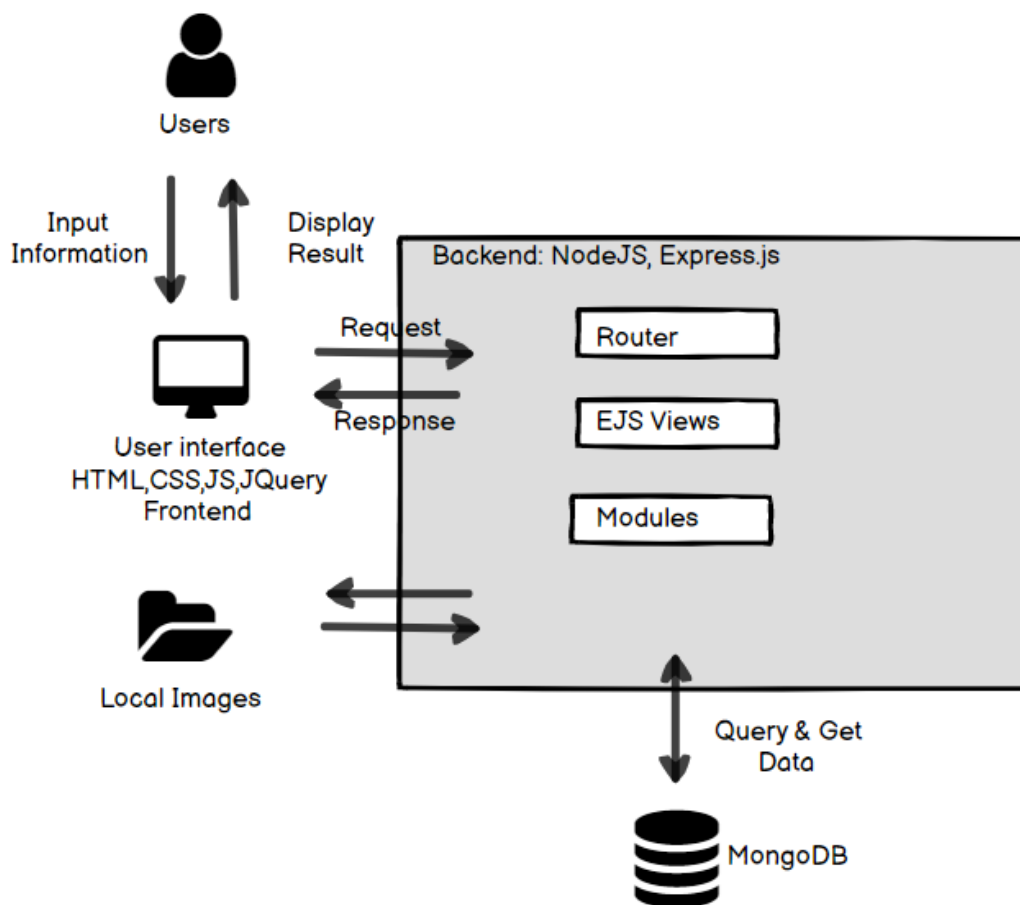 Users
Input
Information
Display
Result
Backend: NodeJS, Express.js
Request
Router
Response
EJS Views
User interface
HTML,CSS,JS,JQuery
Frontend
Modules
Local Images
Query & Get
Data
MongoDB